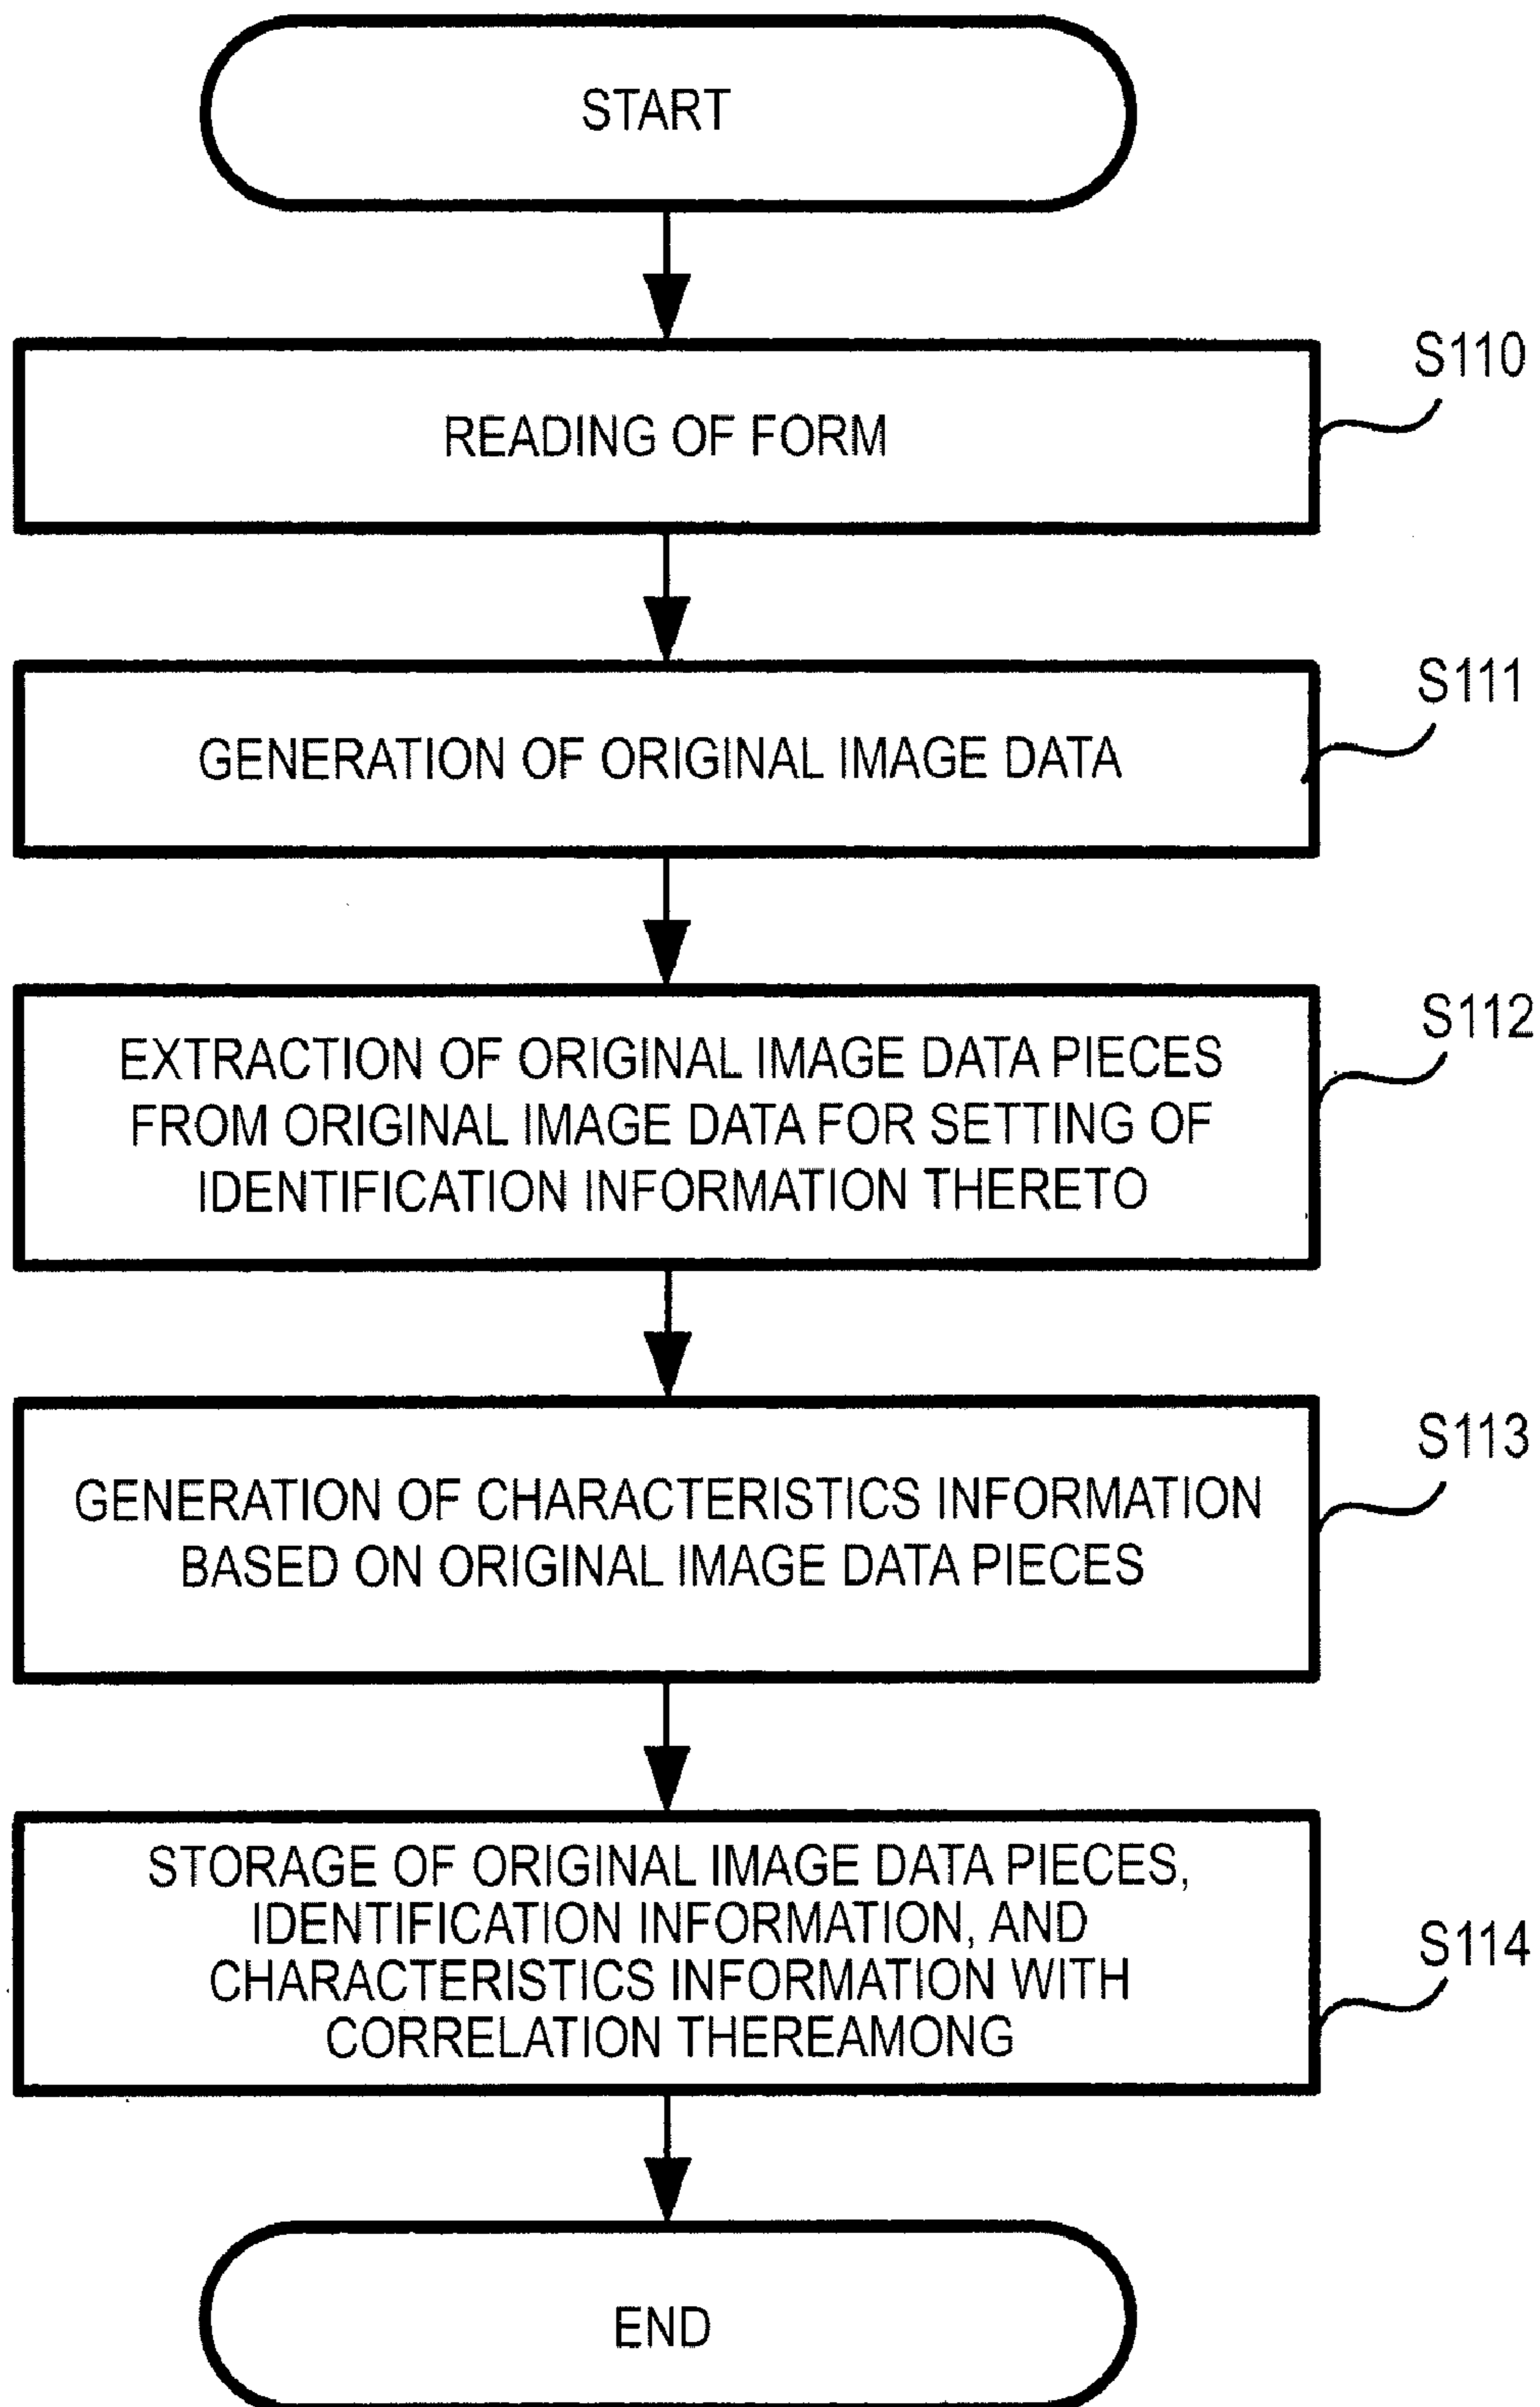 START
S110
READING OF FORM
S111
GENERATION OF ORIGINAL IMAGE DATA
S112
EXTRACTION OF ORIGINAL IMAGE DATA PIECES
FROM ORIGINAL IMAGE DATA FOR SETTING OF
IDENTIFICATION INFORMATION THERETO
S113
GENERATION OF CHARACTERISTICS INFORMATION
BASED ON ORIGINAL IMAGE DATA PIECES
STORAGE OF ORIGINAL IMAGE DATA PIECES,
IDENTIFICATION INFORMATION, AND
S114
CHARACTERISTICS INFORMATION WITH
CORRELATION THEREAMONG
END